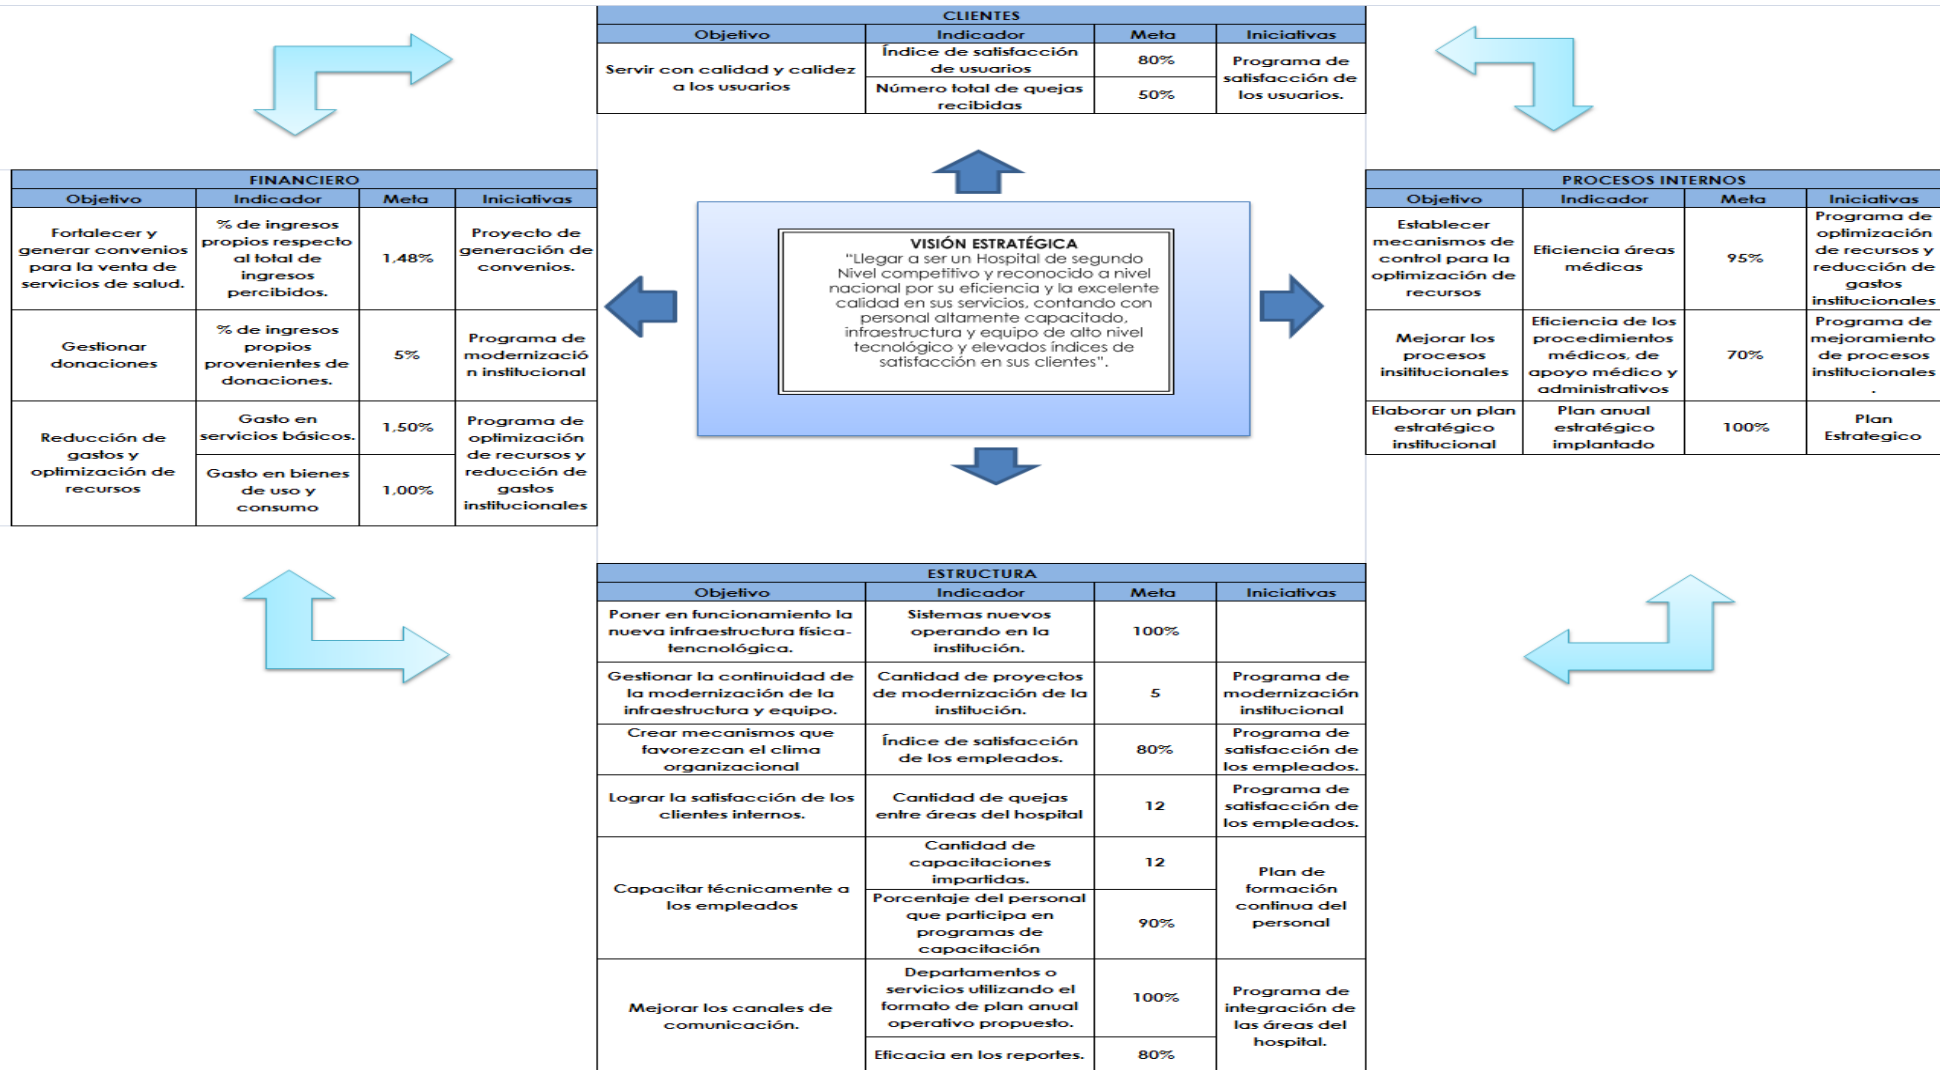 CLIENTES
Objetivo Indicador Meta Iniciativas
Servir con calidad y calidez
a los usuarios
Índice de satisfacción
de usuarios
80%
Número total de quejas
recibidas
50%
Programa de
satisfacción de
los usuarios.
FINANCIERO
Objetivo Indicador Meta Iniciativas
Fortalecer y
generar convenios
para la venta de
servicios de salud.
% de ingresos
propios respecto
al total de
ingresos
percibidos.
1,48%
Proyecto de
generación de
convenios.
Gestionar
donaciones
% de ingresos
propios
provenientes de
donaciones.
5%
Programa de
modernizació
n institucional
Reducción de
gastos y
optimización de
recursos
Gasto en
servicios básicos.
1,50%
Gasto en bienes
de uso y
consumo
1,00%
Programa de
optimización
de recursos y
reducción de
gastos
institucionales
VISIÓN ESTRATÉGICA
"Llegar a ser un Hospital de segundo
Nivel competitivo y reconocido a nivel
nacional por su eficiencia y la excelente
calidad en sus servicios, contando con
personal altamente capacitado,
infraestructura y equipo de alto nivel
tecnológico y elevados índices de
satisfacción en sus clientes".
PROCESOS INTERNOS
Objetivo Indicador Meta Iniciativas
Establecer
mecanismos de
control para la
optimización de
recursos
Eficiencia áreas
médicas
95%
Programa de
optimización
de recursos y
reducción de
gastos
institucionales
Mejorar los
procesos
insititucionales
Eficiencia de los
procedimientos
médicos, de
apoyo médico y
administrativos
70%
Programa de
mejoramiento
de procesos
institucionales
.
Elaborar un plan
estratégico
institucional
Plan anual
estratégico
implantado
100%
Plan
Estrategico
ESTRUCTURA
Objetivo Indicador Meta Iniciativas
Poner en funcionamiento la
nueva infraestructura física-
tencnológica.
Sistemas nuevos
operando en la
institución.
100%
Gestionar la continuidad de
la modernización de la
infraestructura y equipo.
Cantidad de proyectos
de modernización de la
institución.
5
Programa de
modernización
institucional
Crear mecanismos que
favorezcan el clima
organizacional
Índice de satisfacción
de los empleados.
80%
Programa de
satisfacción de
los empleados.
Lograr la satisfacción de los
clientes internos.
Cantidad de quejas
entre áreas del hospital
12
Programa de
satisfacción de
los empleados.
Capacitar técnicamente a
los empleados
Cantidad de
capacitaciones
impartidas.
12
Porcentaje del personal
que participa en
programas de
capacitación
90%
Plan de
formación
continua del
personal
Mejorar los canales de
comunicación.
Departamentos o
servicios utilizando el
formato de plan anual
operativo propuesto.
100%
Eficacia en los reportes.
80%
Programa de
integración de
las áreas del
hospital.